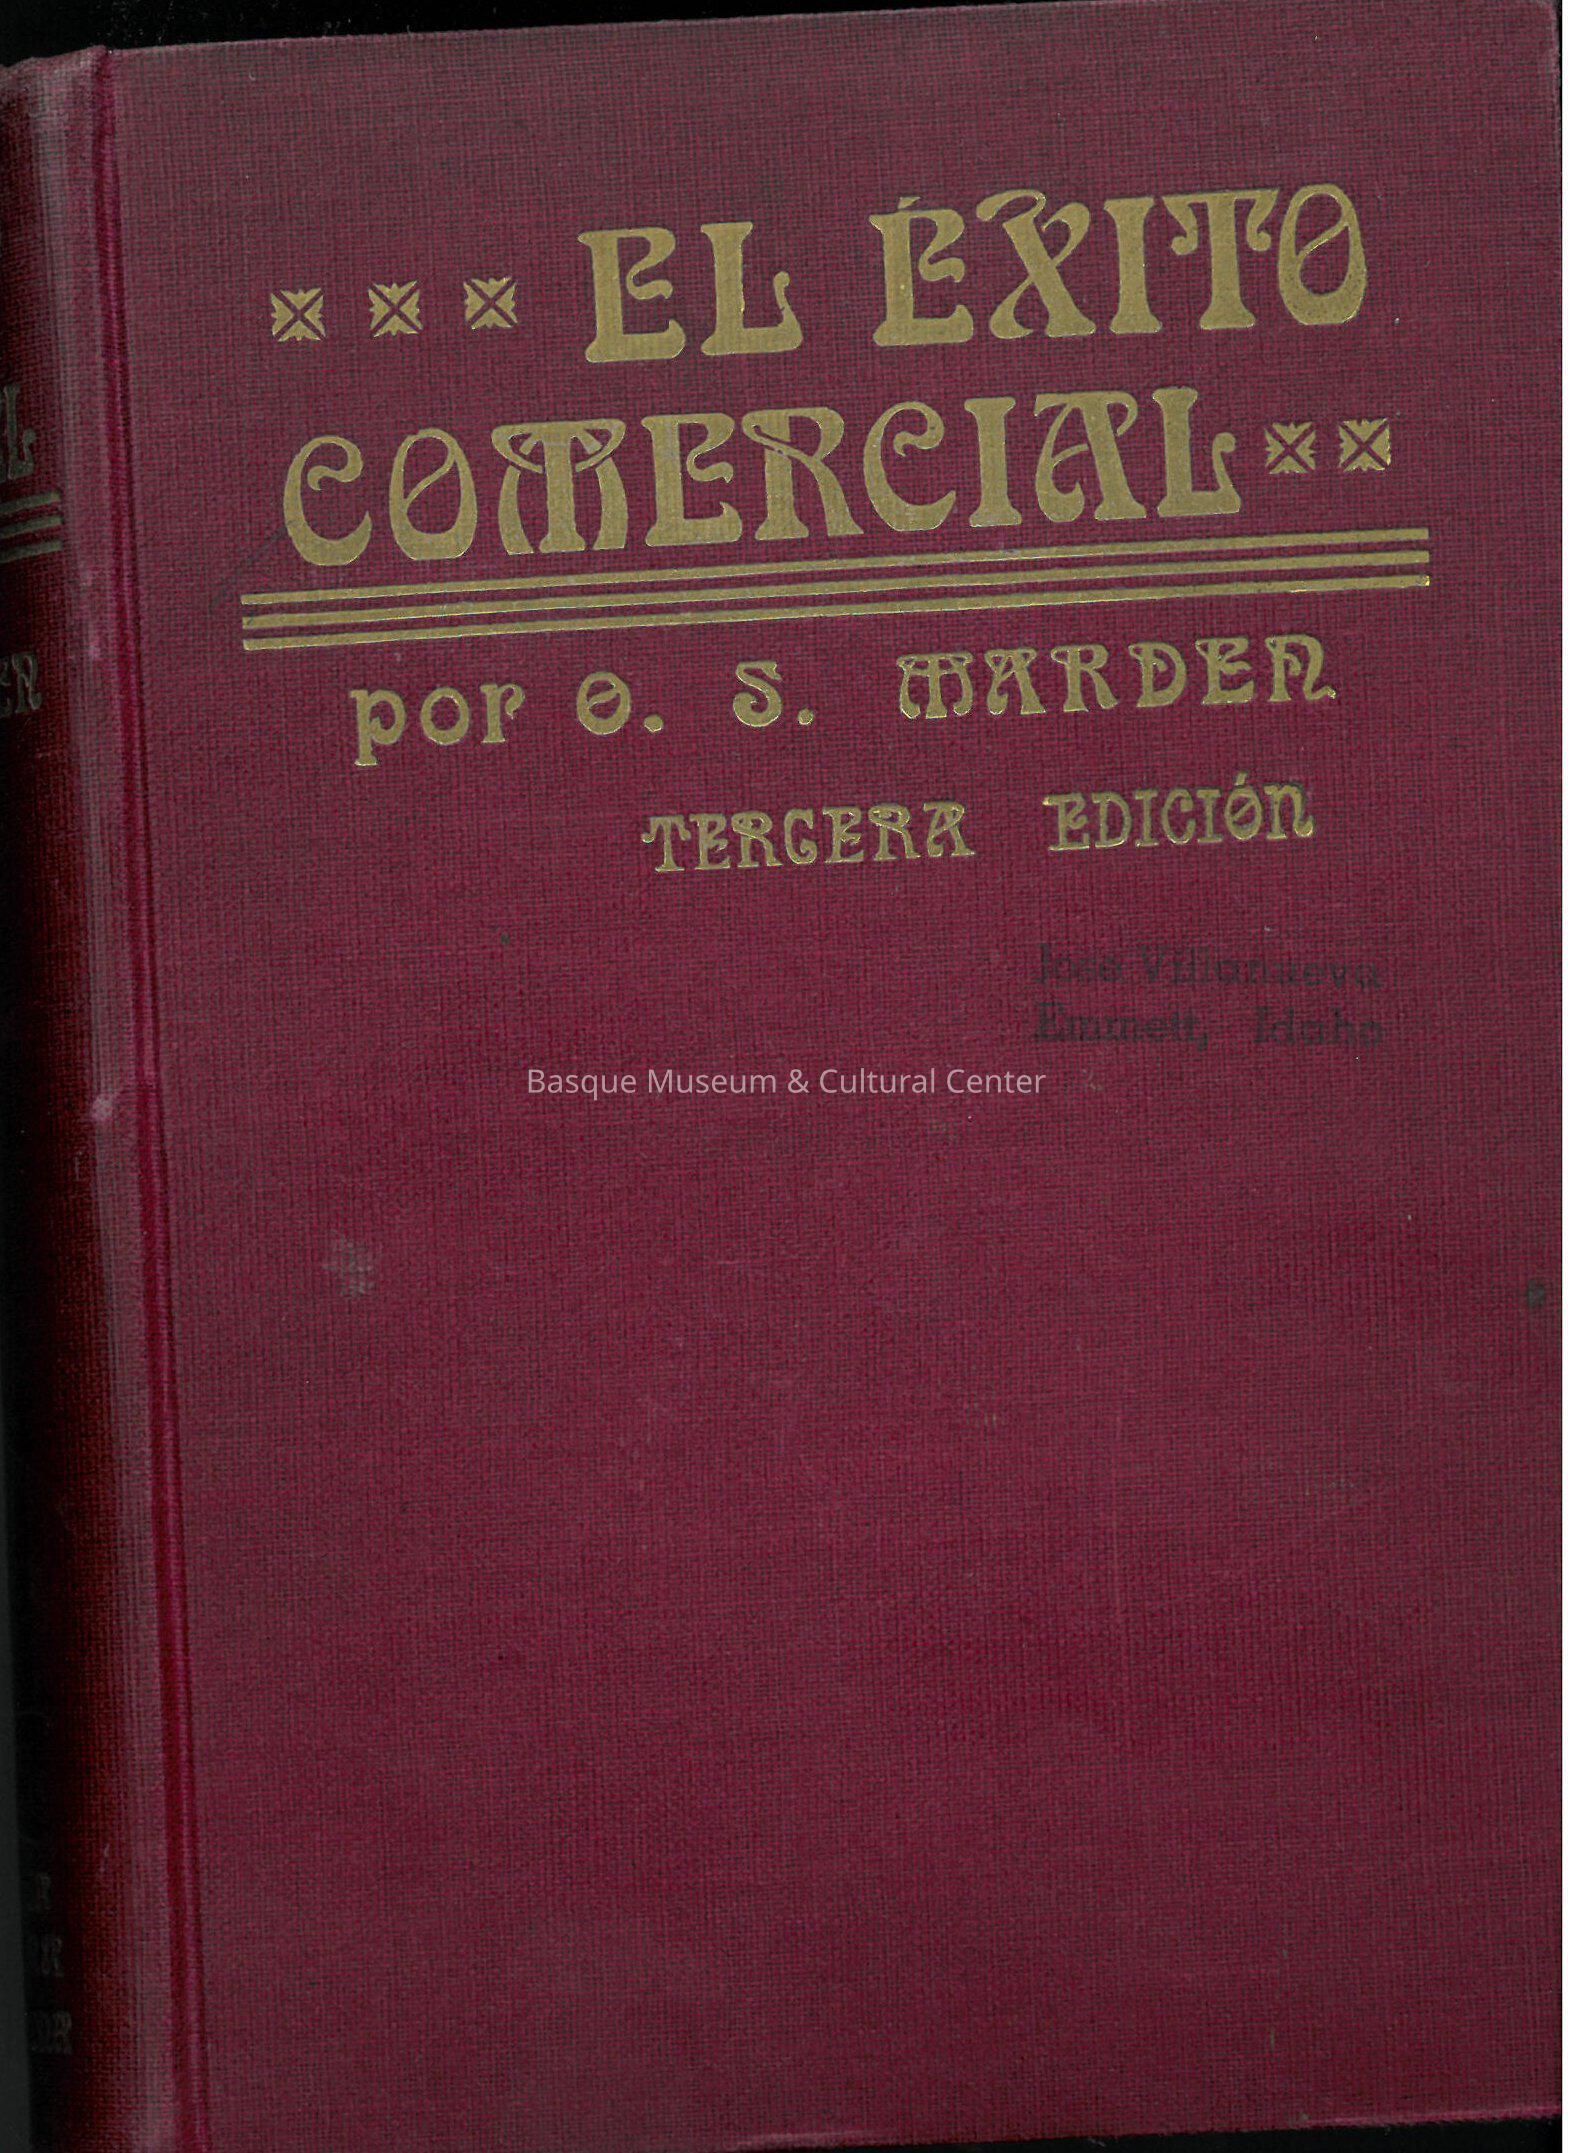 EL ÉXITO
COMERCIAL
por O. S. MARDEN
TERCERA EDICIÓN
Jose Villanueva
Emmett, Idaho
Basque Museum & Cultural Center